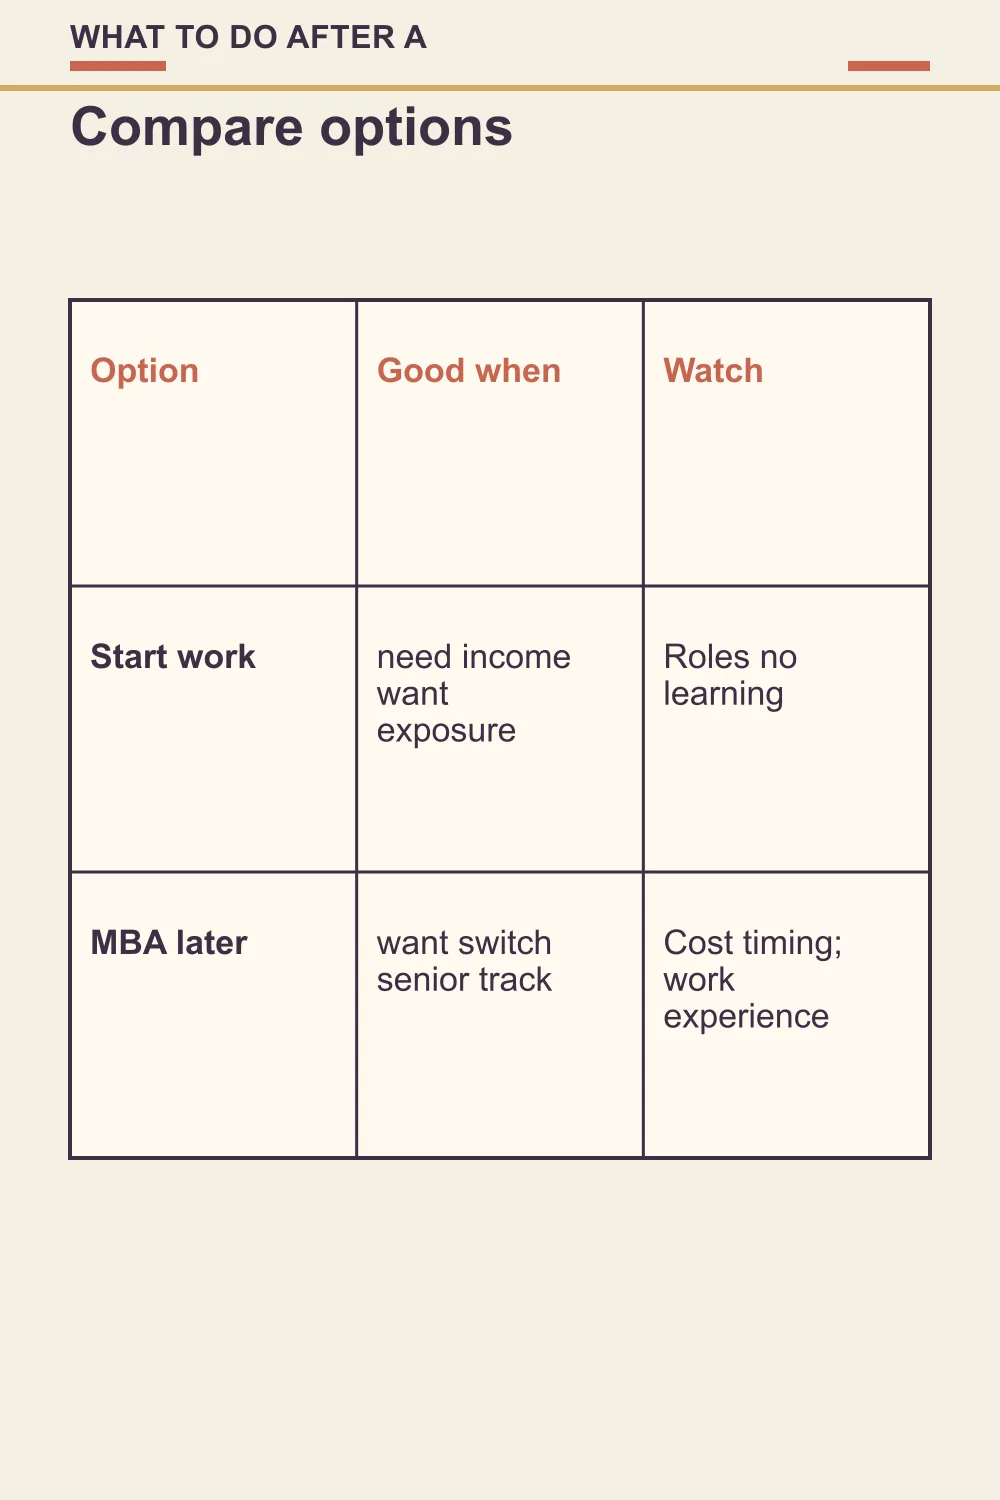 WHAT TO DO AFTER A
Compare options
Option
Good when
Watch
Start work
need income
want
exposure
Roles no
learning
MBA later
want switch
senior track
Cost timing;
work
experience